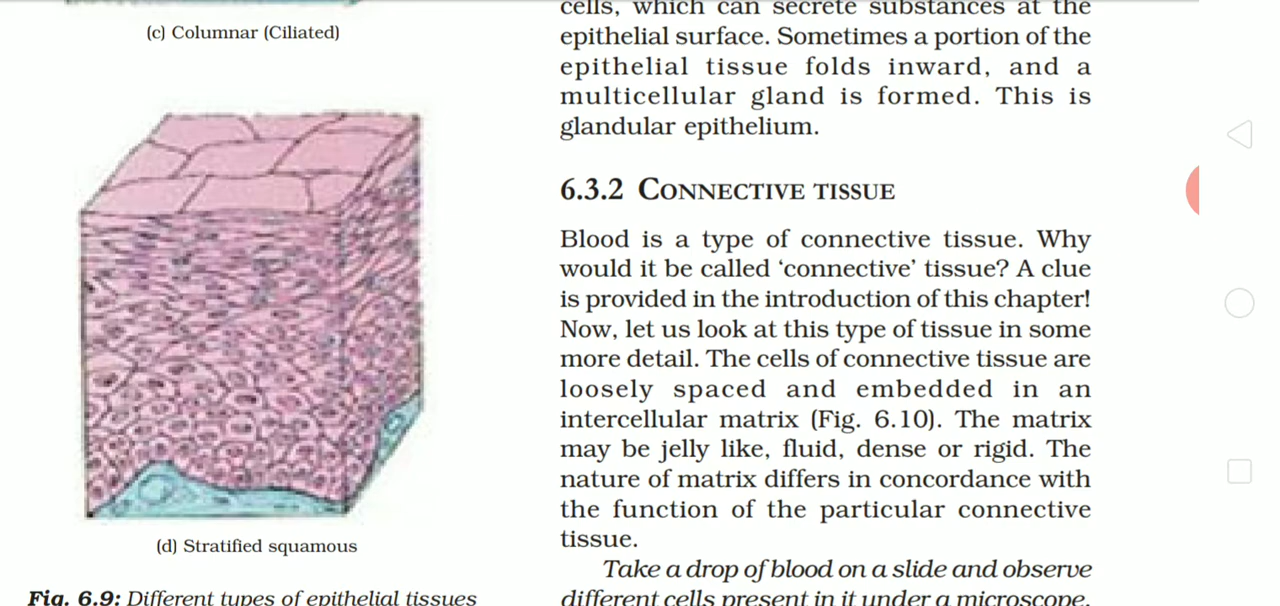 (c) Columnar (Ciliated)
(d) Stratified squamous
Fig. 6.9: Different types of epithelial tissues
cells, which can secrete substances at the
epithelial surface. Sometimes a portion of the
epithelial tissue folds inward, and a
multicellular gland is formed. This is
glandular epithelium.
6.3.2 CONNECTIVE TISSUE
Blood is a type of connective tissue. Why
would it be called ‘connective’ tissue? A clue
is provided in the introduction of this chapter!
Now, let us look at this type of tissue in some
more detail. The cells of connective tissue are
loosely spaced and embedded in an
intercellular matrix (Fig. 6.10). The matrix
may be jelly like, fluid, dense or rigid. The
nature of matrix differs in concordance with
the function of the particular connective
tissue.
Take a drop of blood on a slide and observe
different cells present in it under a microscope.